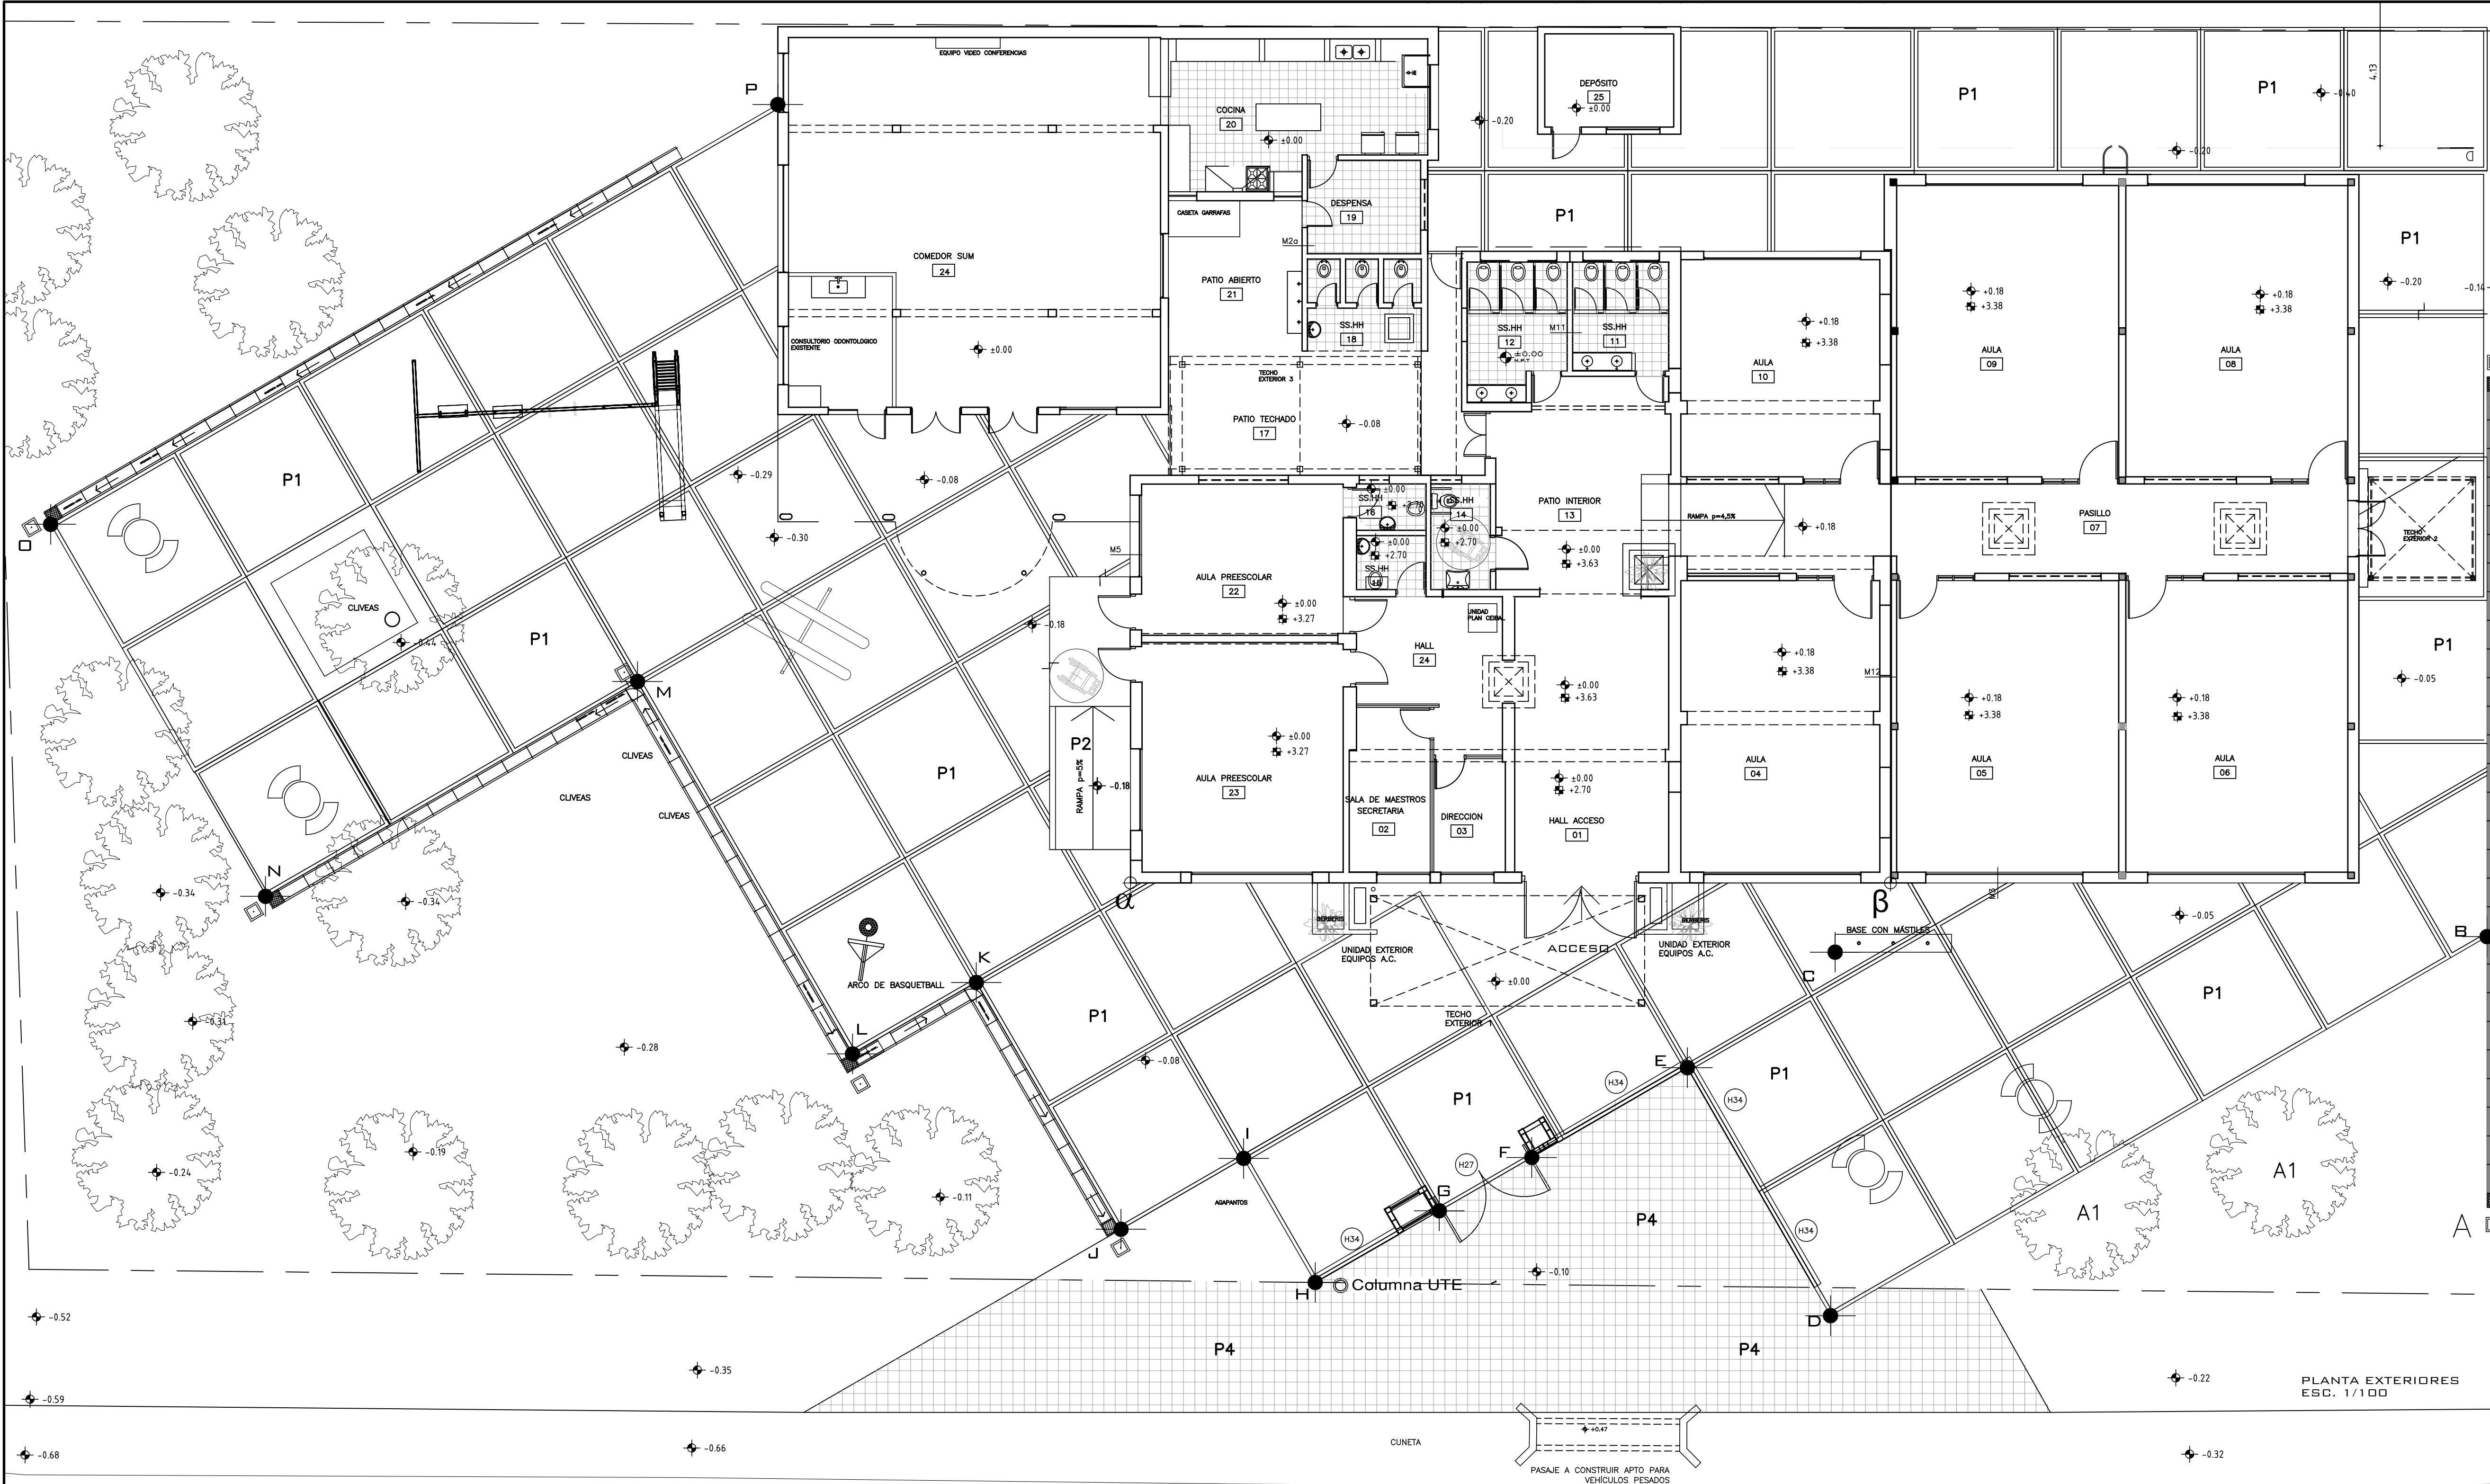 EQUIPO VIDEO CONFERENCIAS
P
COCINA
20
±0.00
DEPÓSITO
25
±0.00
-0.20
P1
P1
-0.40
4.13
-0.20
D
DESPENSA
19
CASETA GARRAFAS
M2a
P1
P1
-0.20
-0.14
COMEDOR SUM
24
PATIO ABIERTO
21
SS.HH
18
CONSULTORIO ODONTOLOGICO
EXISTENTE
±0.00
SS.HH
12
±0.00
N.P.T
M11
SS.HH
11
+0.18
+3.38
AULA
10
+0.18
+3.38
AULA
09
+0.18
+3.38
AULA
08
TECHO
EXTERIOR 3
PATIO TECHADO
17
-0.08
P1
-0.29
-0.08
-0.30
O
±0.00
SS.HH
+2.70
16
SS.HH
14
±0.00
+2.70
±0.00
+2.70
SS.HH
15
PATIO INTERIOR
13
±0.00
+3.63
RAMPA p=4,5%
+0.18
PASILLO
07
TECHO
EXTERIOR 2
M5
AULA PREESCOLAR
22
±0.00
+3.27
CLIVEAS
-0.44
P1
-0.18
UNIDAD
PLAN CEIBAL
HALL
24
±0.00
+3.63
+0.18
+3.38
M12
+0.18
+3.38
+0.18
+3.38
P1
-0.05
M
CLIVEAS
CLIVEAS
CLIVEAS
P1
P2
RAMPA p=5%
-0.18
±0.00
+3.27
AULA PREESCOLAR
23
SALA DE MAESTROS
SECRETARIA
02
DIRECCION
03
±0.00
+2.70
HALL ACCESO
01
AULA
04
AULA
05
AULA
06
N
-0.34
-0.34
α
β
M3
BERBERIS
BERBERIS
UNIDAD EXTERIOR
EQUIPOS A.C.
ACCESO
UNIDAD EXTERIOR
EQUIPOS A.C.
BASE CON MÁSTILES
-0.05
B
C
K
ARCO DE BASQUETBALL
±0.00
P1
TECHO
EXTERIOR 1
P1
-0.31
-0.28
L
-0.08
E
H34
H34
P1
P1
-0.24
-0.19
-0.11
I
F
H27
AGAPANTOS
G
A1
A1
A
J
H34
P4
H34
-0.10
H
Columna UTE
D
-0.52
-0.35
P4
P4
-0.22
PLANTA EXTERIORES
ESC. 1/100
-0.59
-0.68
-0.66
CUNETA
+0.47
-0.32
PASAJE A CONSTRUIR APTO PARA
VEHÍCULOS PESADOS